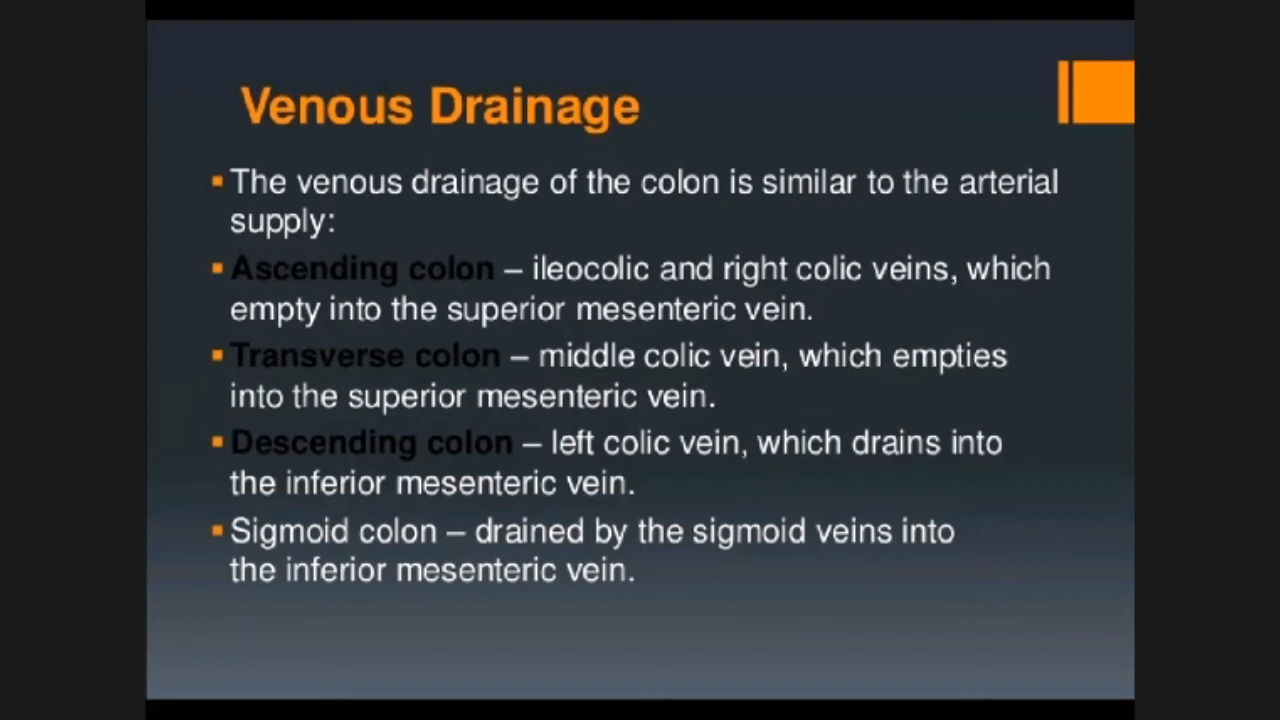 Venous Drainage
The venous drainage of the colon is similar to the arterial
supply:
Ascending colon – ileocolic and right colic veins, which
empty into the superior mesenteric vein.
Transverse colon – middle colic vein, which empties
into the superior mesenteric vein.
Descending colon – left colic vein, which drains into
the inferior mesenteric vein.
Sigmoid colon – drained by the sigmoid veins into
the inferior mesenteric vein.